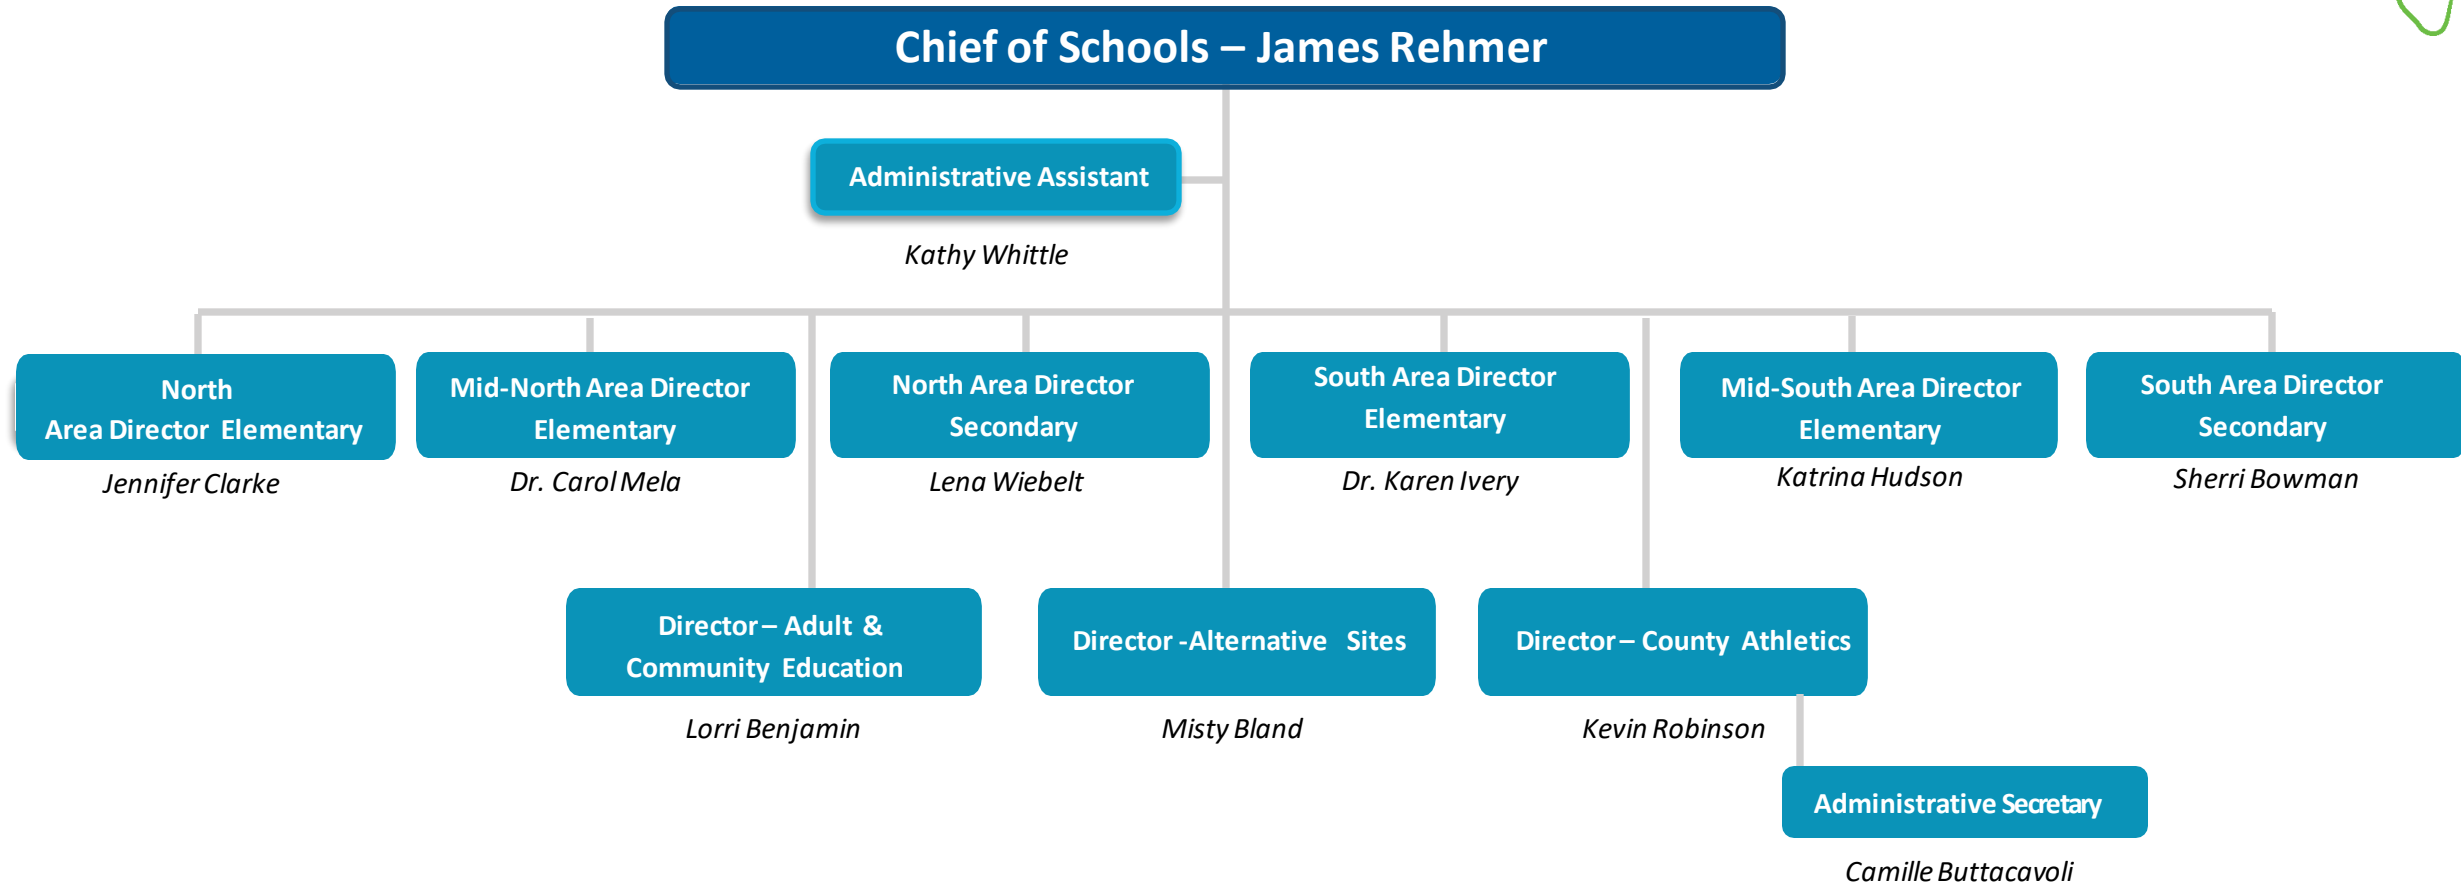 Chief of Schools – James Rehmer
Administrative Assistant
Kathy Whittle
North
Area Director Elementary
Jennifer Clarke
Mid-North Area Director
Elementary
Dr. Carol Mela
North Area Director
Secondary
Lena Wiebelt
South Area Director
Elementary
Dr. Karen Ivery
Mid-South Area Director
Elementary
Katrina Hudson
South Area Director
Secondary
Sherri Bowman
Director – Adult &
Community Education
Lorri Benjamin
Director -Alternative Sites
Misty Bland
Director – County Athletics
Kevin Robinson
Administrative Secretary
Camille Buttacavoli